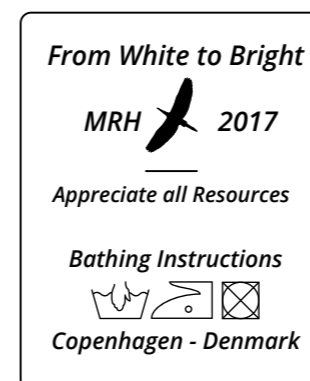 From White to Bright
MRH 2017
Appreciate all Resources
Bathing Instructions
Copenhagen - Denmark